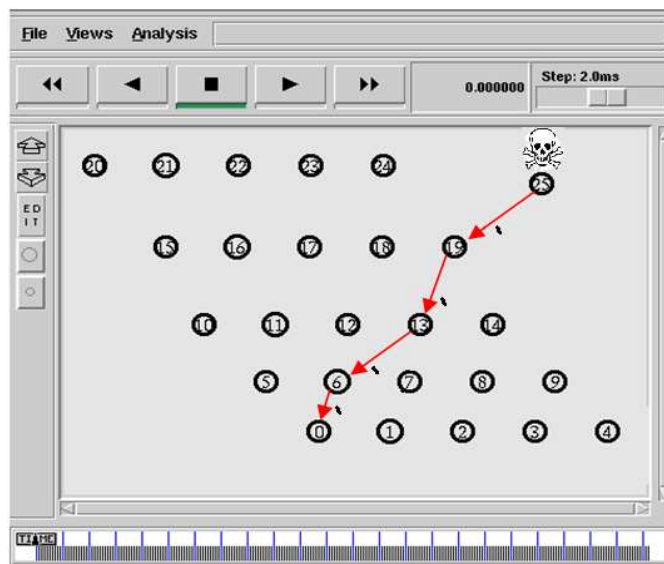 File Views Analysis
0.000000 Step: 2.0ms
20 21 22 23 24
25
ED
IT
15 16 17 18 19
10 11 12 13 14
5 6 7 8 9
0 1 2 3 4
TIME